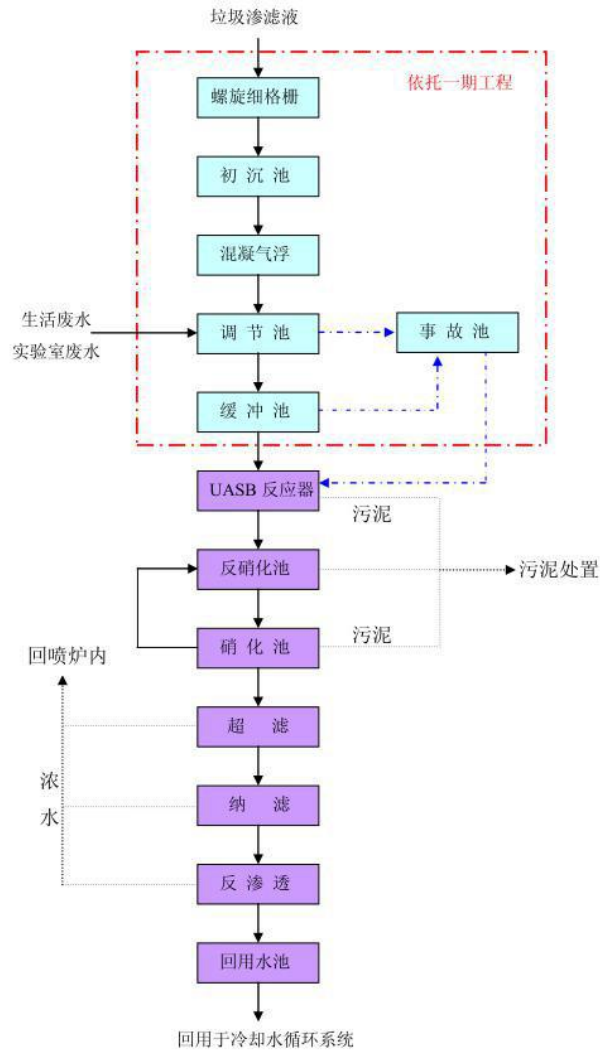 垃圾渗滤液
依托一期工程
螺旋细格栅
初沉池
混凝气浮
生活废水
实验室废水
调节池
事故池
缓冲池
UASB反应器
污泥
反硝化池
污泥处置
硝化池
污泥
回喷炉内
超滤
浓
水
纳滤
反渗透
回用水池
回用于冷却水循环系统